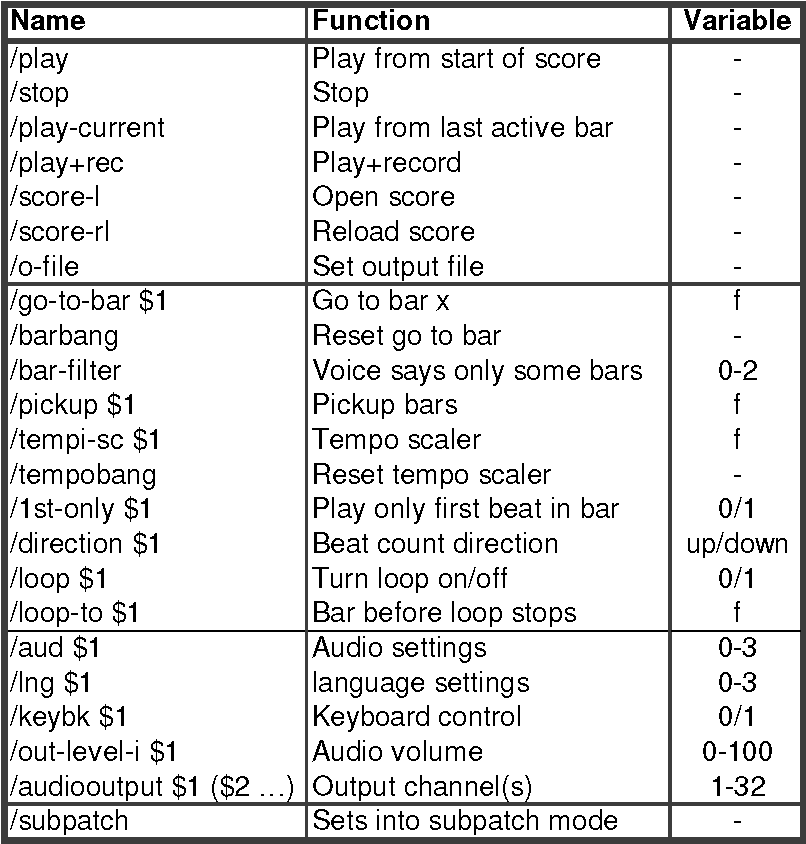 Name Function Variable
/play Play from start of score -
/stop Stop -
/play-current Play from last active bar -
/play+rec Play+record -
/score-l Open score -
/score-rl Reload score -
/o-file Set output file -
/go-to-bar $1 Go to bar x f
/barbang Reset go to bar -
/bar-filter Voice says only some bars 0-2
/pickup $1 Pickup bars f
/tempi-sc $1 Tempo scaler f
/tempobang Reset tempo scaler -
/1st-only $1 Play only first beat in bar 0/1
/direction $1 Beat count direction up/down
/loop $1 Turn loop on/off 0/1
/loop-to $1 Bar before loop stops f
/aud $1 Audio settings 0-3
/lng $1 language settings 0-3
/keybk $1 Keyboard control 0/1
/out-level-i $1 Audio volume 0-100
/audiooutput $1 ($2 …) Output channel(s) 1-32
/subpatch Sets into subpatch mode -